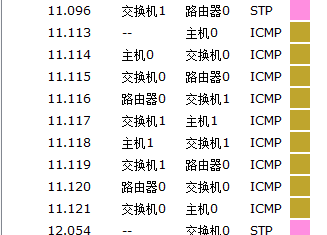 11.096 交换机1 路由器0 STP
11.113 -- 主机0 ICMP
11.114 主机0 交换机0 ICMP
11.115 交换机0 路由器0 ICMP
11.116 路由器0 交换机1 ICMP
11.117 交换机1 主机1 ICMP
11.118 主机1 交换机1 ICMP
11.119 交换机1 路由器0 ICMP
11.120 路由器0 交换机0 ICMP
11.121 交换机0 主机0 ICMP
12.054 -- 交换机0 STP